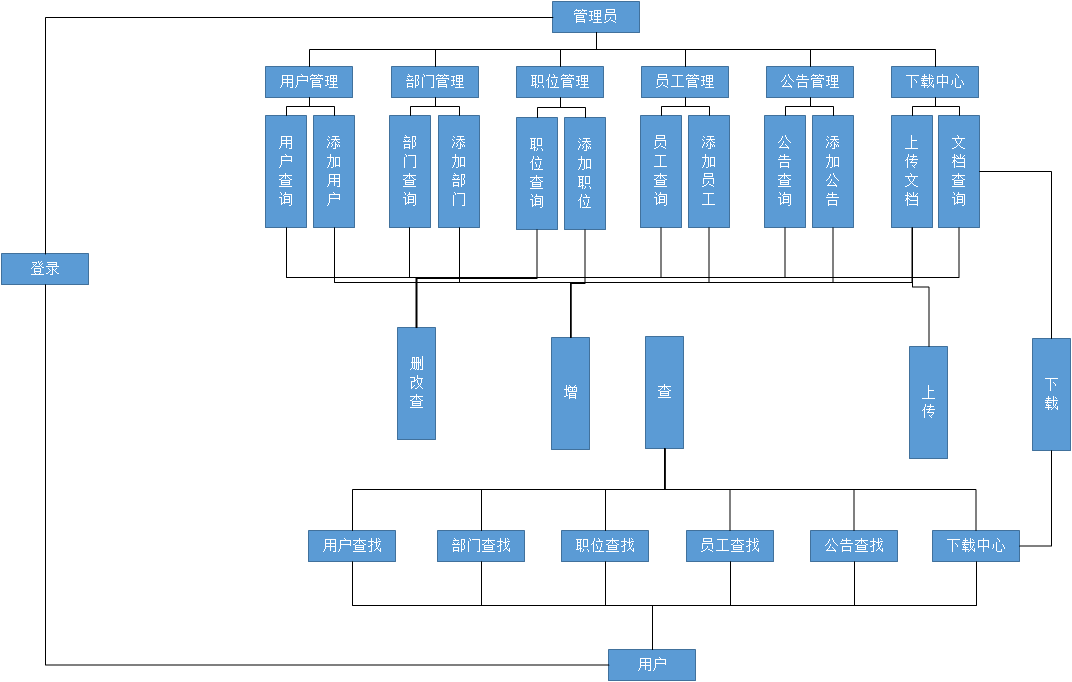 管理员
用户管理
部门管理
职位管理
员工管理
公告管理
下载中心
用户查询
添加用户
部门查询
添加部门
职位查询
添加职位
员工查询
添加员工
公告查询
添加公告
上传文档
文档查询
登录
删改查
增
查
上传
下载
用户查找
部门查找
职位查找
员工查找
公告查找
下载中心
用户